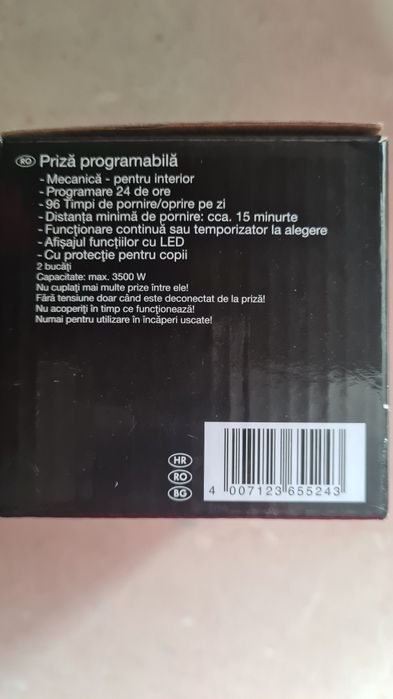 RO Priză programabilă
- Mecanică - pentru interior
- Programare 24 de ore
- 96 Timpi de pornire/oprire pe zi
- Distanța minimă de pornire: cca. 15 minurte
- Funcționare continuă sau temporizator la alegere
- Afișajul funcțiilor cu LED
- Cu protecție pentru copii
2 bucăți
Capacitate: max. 3500 W
Nu cuplați mai multe prize între ele!
Fără tensiune doar când este deconectat de la priză!
Nu acoperiți în timp ce funcționează!
Numai pentru utilizare în încăperi uscate!
HR
RO
BG
4 007123 655243